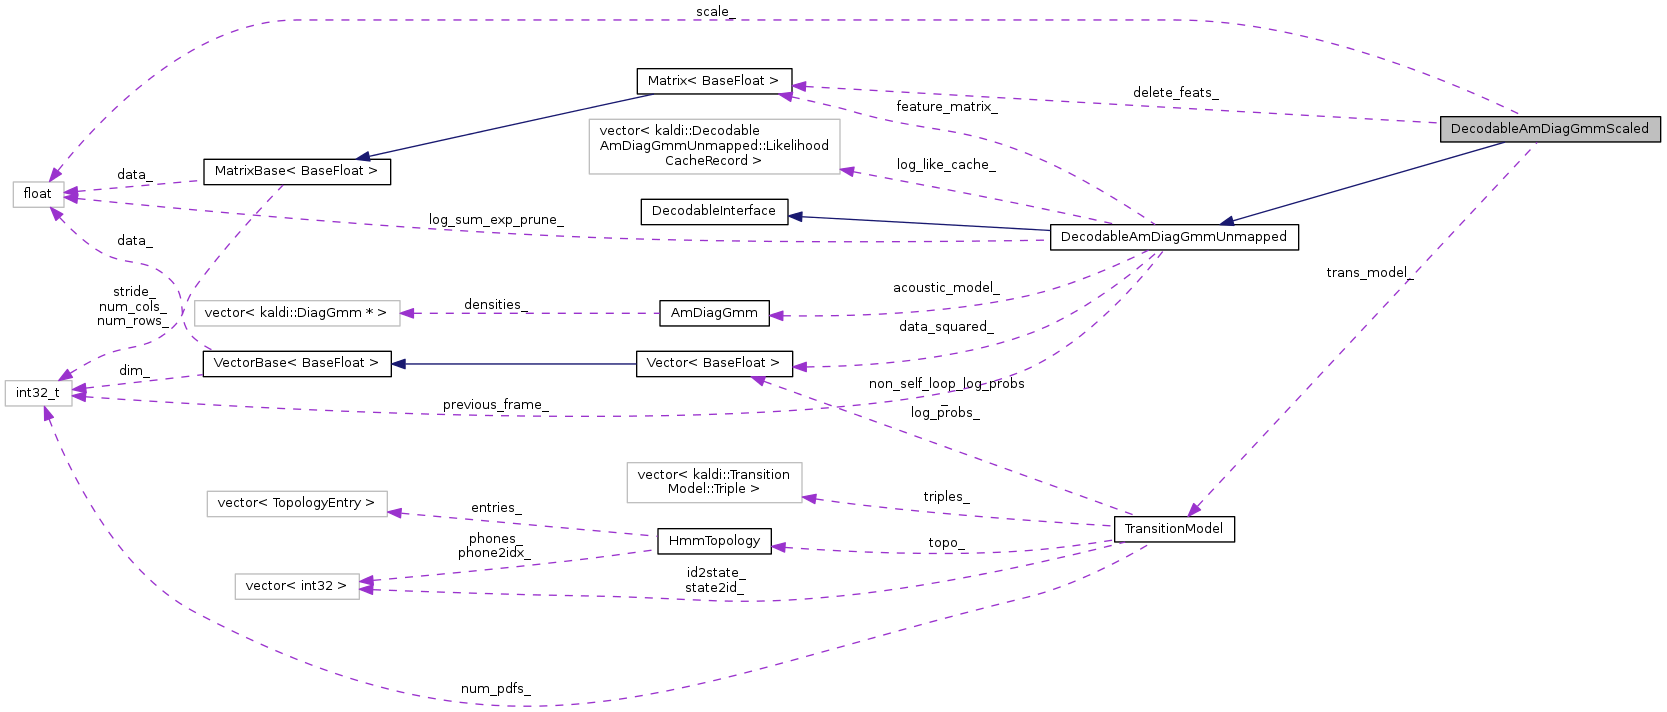 scale_
Matrix< BaseFloat >
delete_feats_
feature_matrix_
DecodableAmDiagGmmScaled
vector< kaldi::Decodable
AmDiagGmmUnmapped::Likelihood
CacheRecord >
log_like_cache_
MatrixBase< BaseFloat >
data_
float
DecodableInterface
log_sum_exp_prune_
DecodableAmDiagGmmUnmapped
data_
trans_model_
stride_
num_cols_
num_rows_
vector< kaldi::DiagGmm * >
densities_
AmDiagGmm
acoustic_model_
data_squared_
VectorBase< BaseFloat >
Vector< BaseFloat >
dim_
int32_t
non_self_loop_log_probs
_
log_probs_
previous_frame_
vector< kaldi::Transition
Model::Triple >
triples_
vector< TopologyEntry >
entries_
TransitionModel
HmmTopology
topo_
phones_
phone2idx_
vector< int32 >
id2state_
state2id_
num_pdfs_